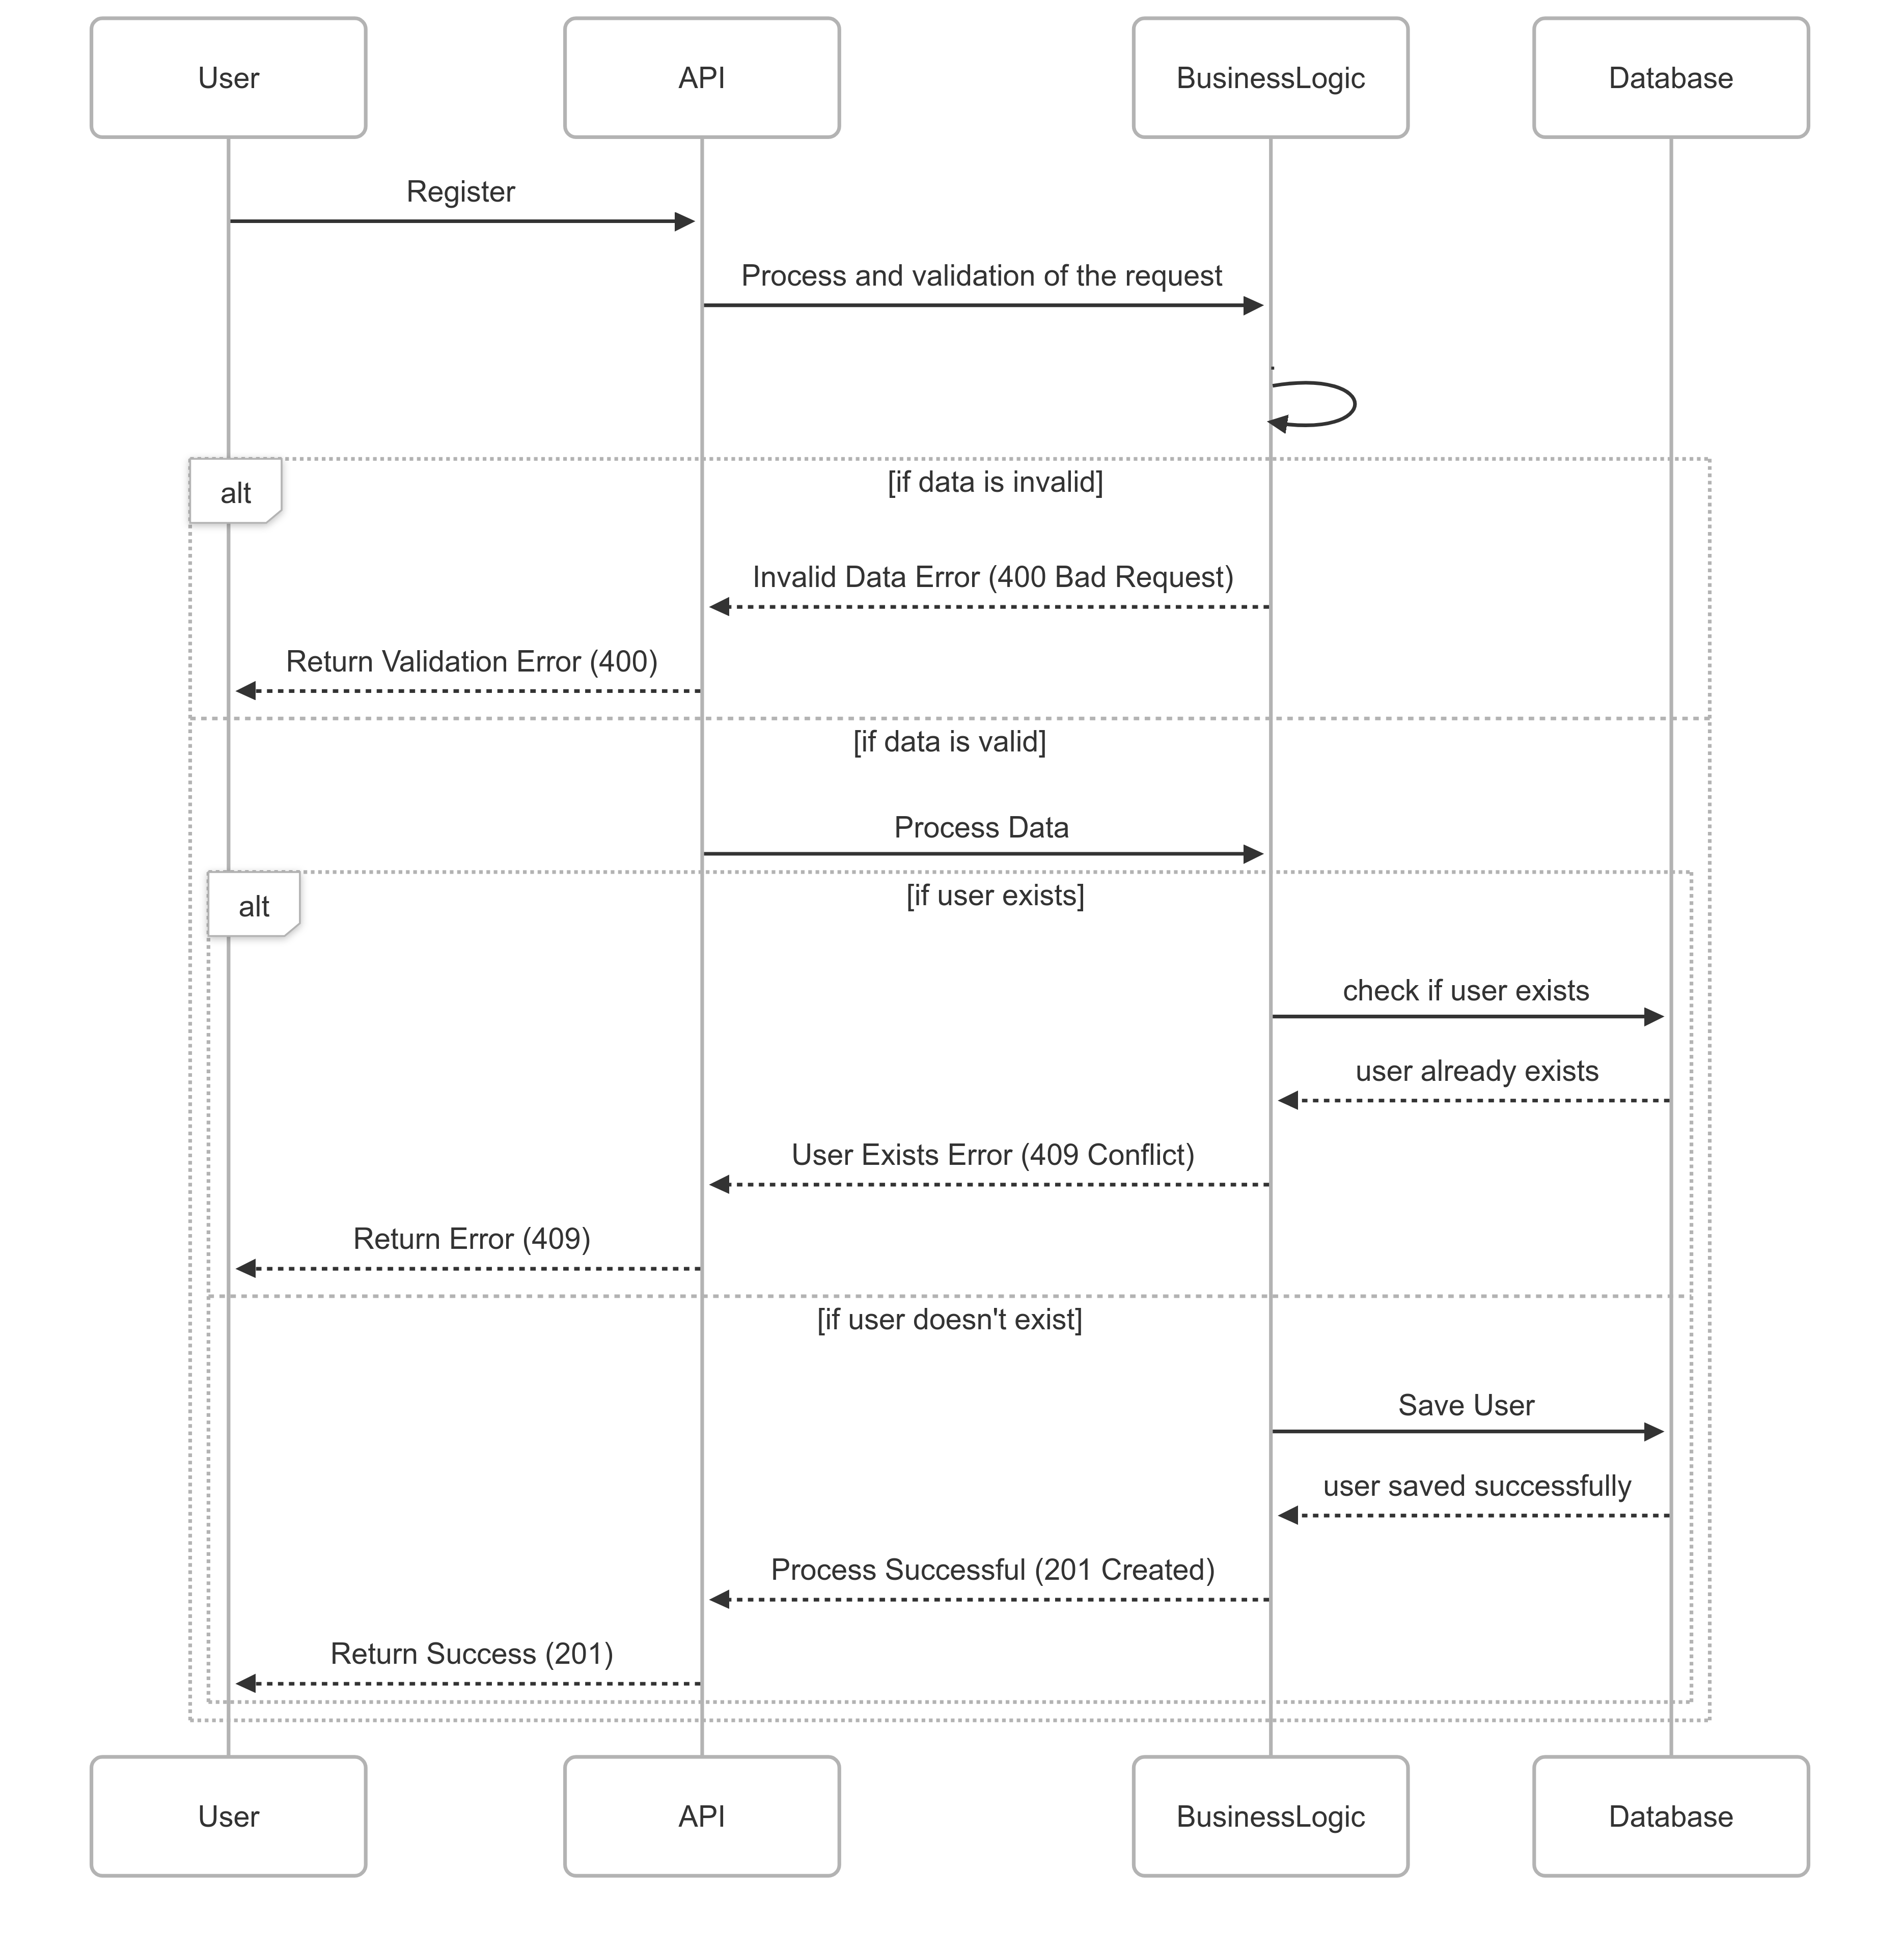 User
API
BusinessLogic
Database
Register
Process and validation of the request
.
alt
[if data is invalid]
Invalid Data Error (400 Bad Request)
Return Validation Error (400)
[if data is valid]
Process Data
alt
[if user exists]
check if user exists
user already exists
User Exists Error (409 Conflict)
Return Error (409)
[if user doesn't exist]
Save User
user saved successfully
Process Successful (201 Created)
Return Success (201)
User
API
BusinessLogic
Database